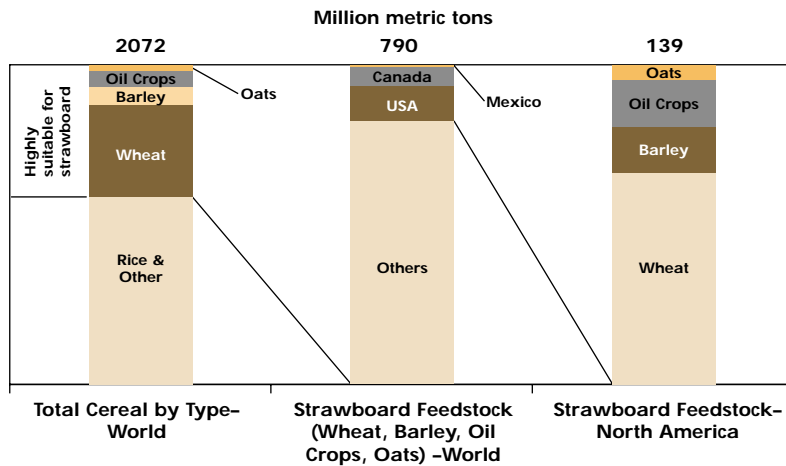 Million metric tons
2072
790
139
Highly
suitable for
strawboard
Oil Crops
Barley
Oats
Wheat
Rice &
Other
Canada
USA
Mexico
Others
Oats
Oil Crops
Barley
Wheat
Total Cereal by Type–
World
Strawboard Feedstock
(Wheat, Barley, Oil
Crops, Oats) –World
Strawboard Feedstock–
North America